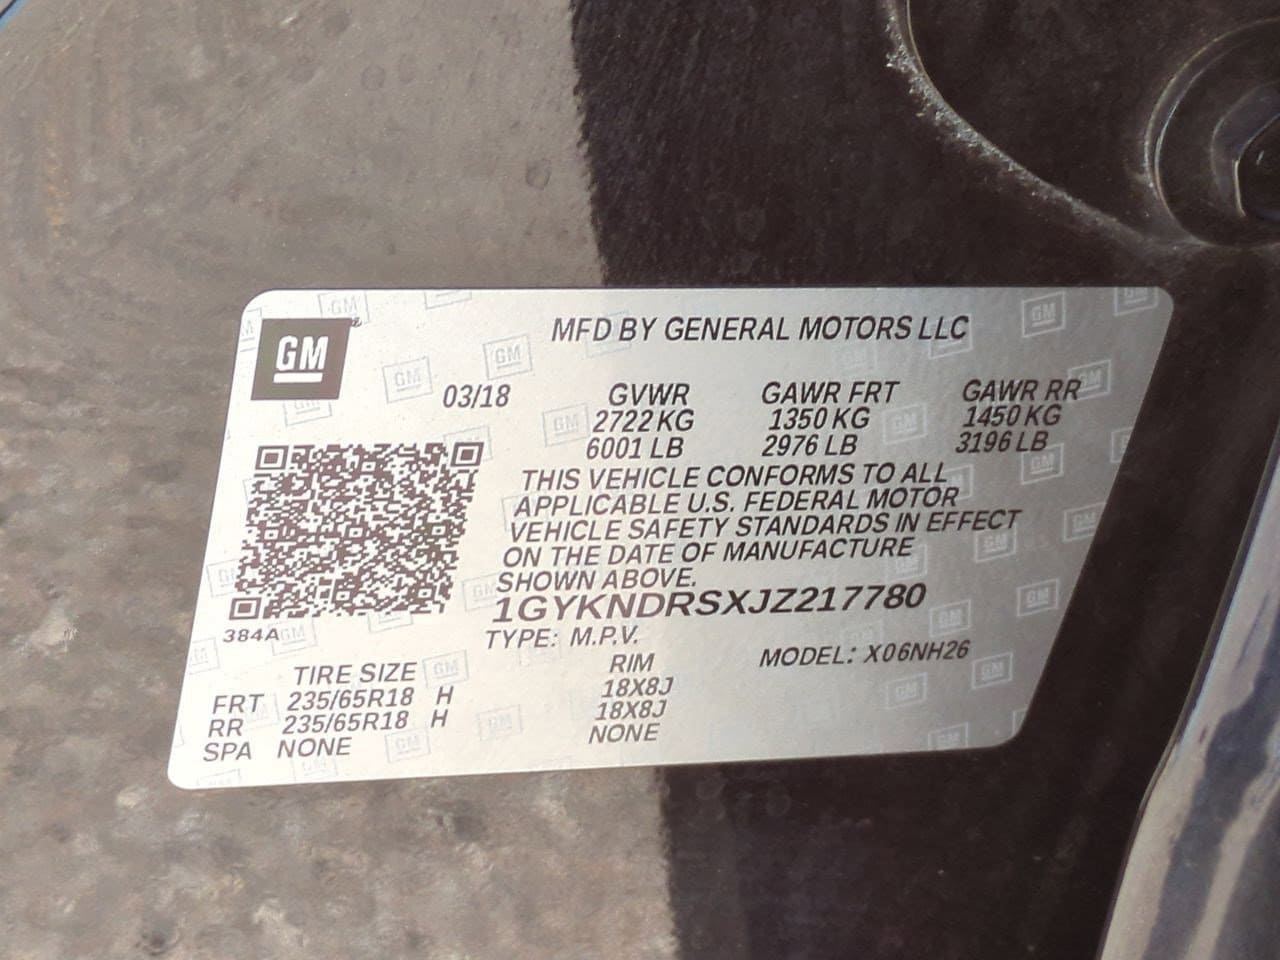 GM
MFD BY GENERAL MOTORS LLC
03/18 GVWR GAWR FRT GAWR RR
2722 KG 1350 KG 1450 KG
6001 LB 2976 LB 3196 LB
THIS VEHICLE CONFORMS TO ALL
APPLICABLE U.S. FEDERAL MOTOR
VEHICLE SAFETY STANDARDS IN EFFECT
ON THE DATE OF MANUFACTURE
SHOWN ABOVE.
1GYKNDRSXJZ217780
384A
TYPE: M.P.V. MODEL: X06NH26
TIRE SIZE RIM
FRT 235/65R18 H 18X8J
RR 235/65R18 H 18X8J
SPA NONE NONE